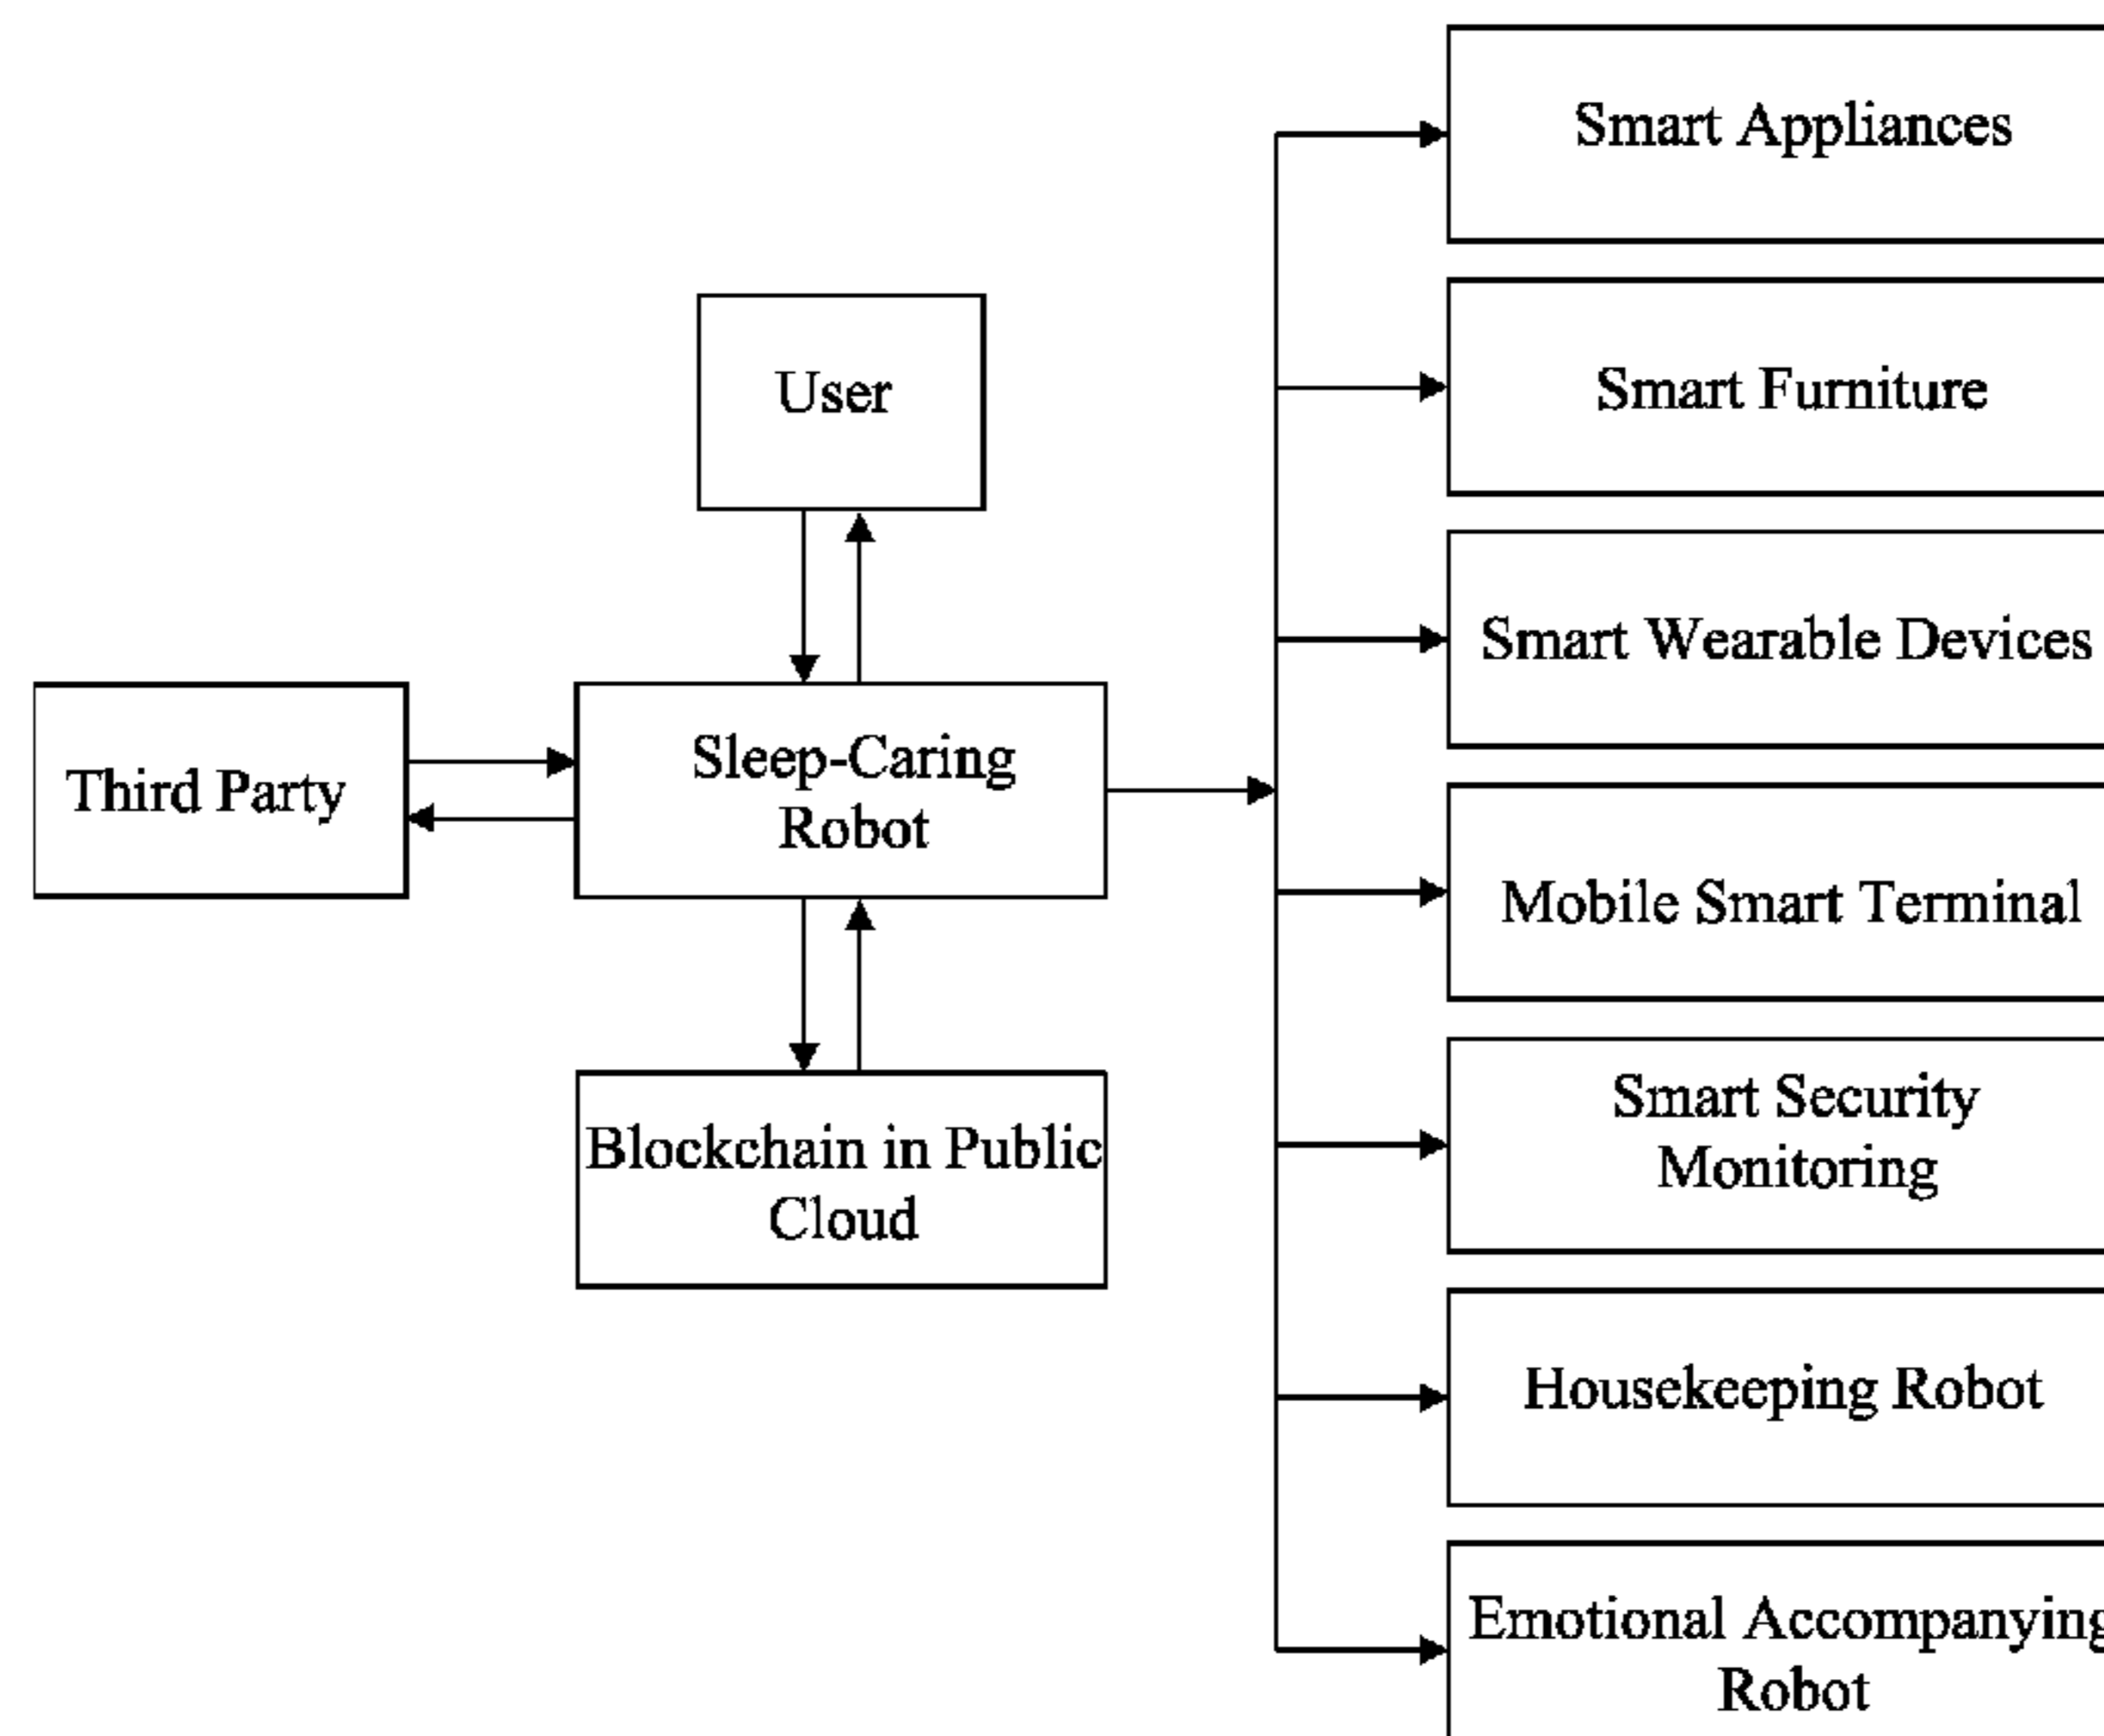 Smart Appliances
User
Smart Furniture
Smart Wearable Devices
Third Party
Sleep-Caring
Robot
Mobile Smart Terminal
Blockchain in Public
Cloud
Smart Security
Monitoring
Housekeeping Robot
Emotional Accompanying
Robot